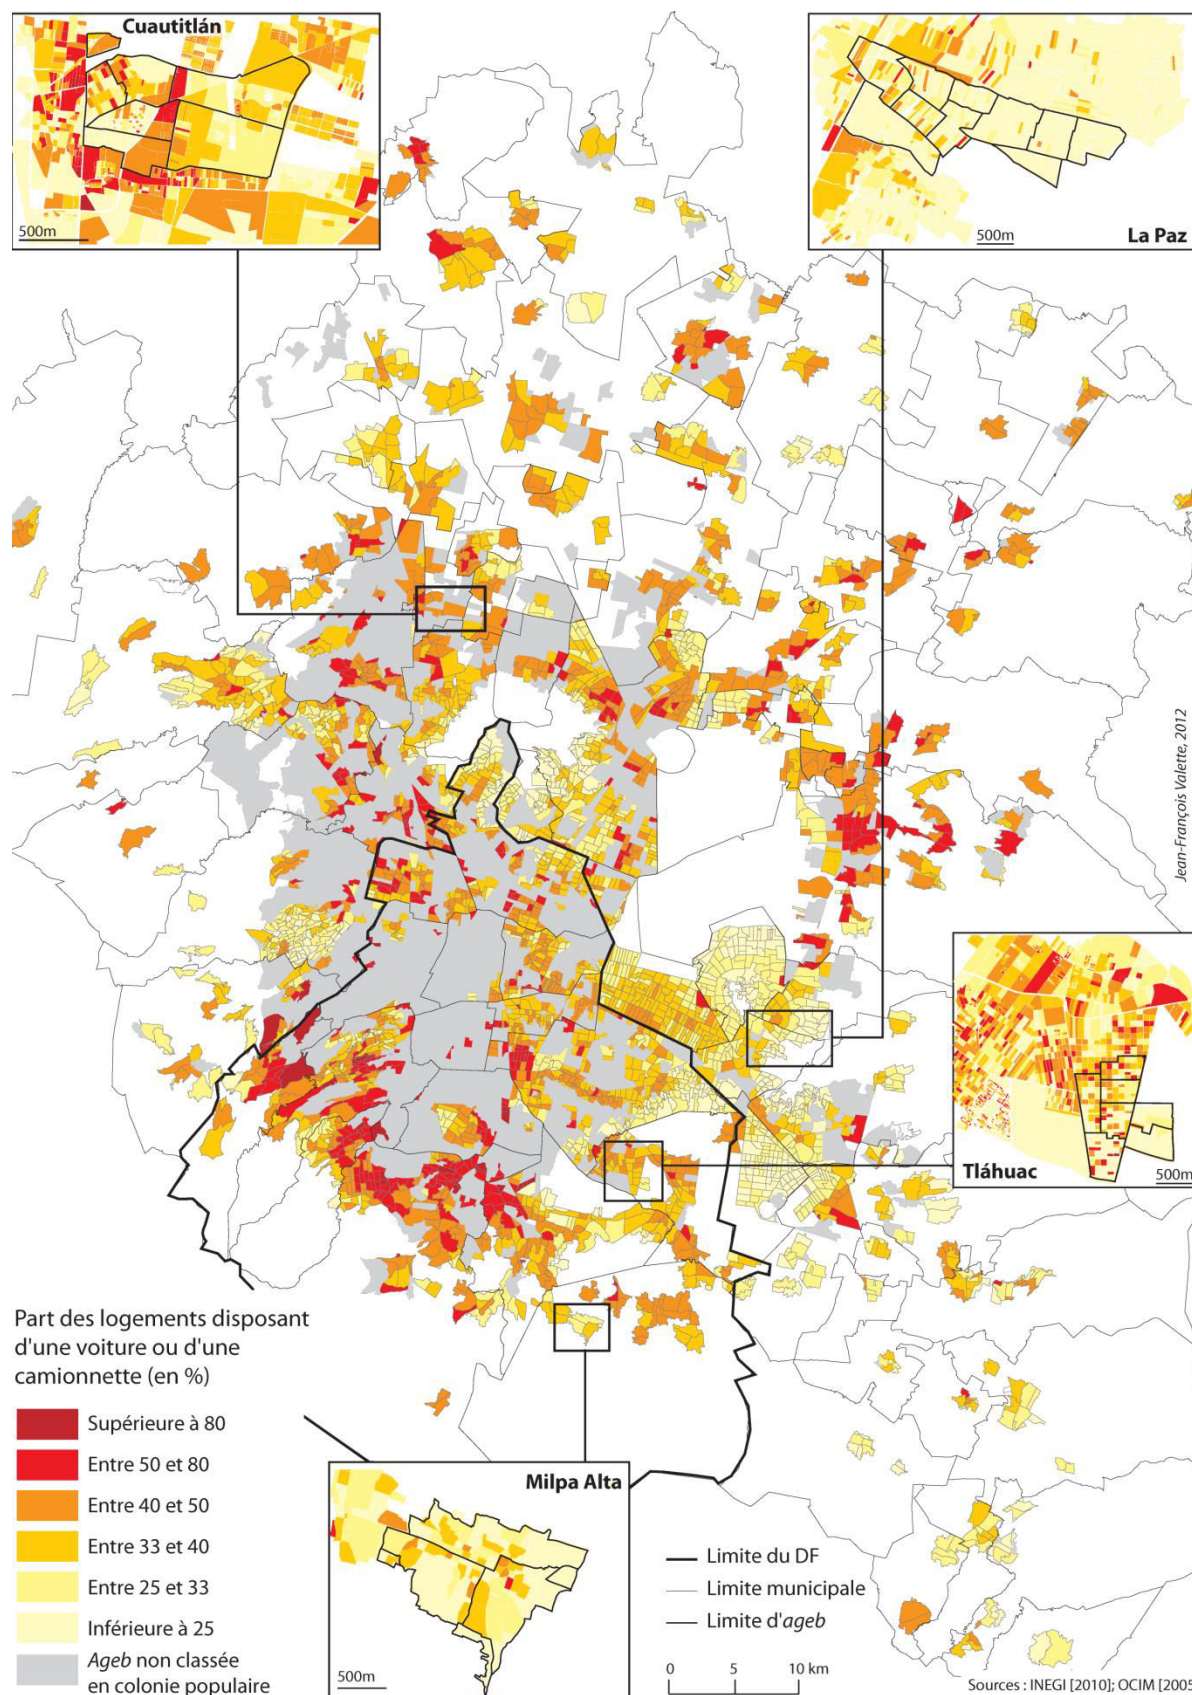 Cuautitlán
500m
500m
La Paz
Jean-François Valette, 2012
Tláhuac
500m
Part des logements disposant
d'une voiture ou d'une
camionnette (en %)
Supérieure à 80
Entre 50 et 80
Entre 40 et 50
Entre 33 et 40
Entre 25 et 33
Inférieure à 25
Ageb non classée
en colonie populaire
Milpa Alta
500m
Limite du DF
Limite municipale
Limite d'ageb
0 5 10 km
Sources : INEGI [2010]; OCIM [2005